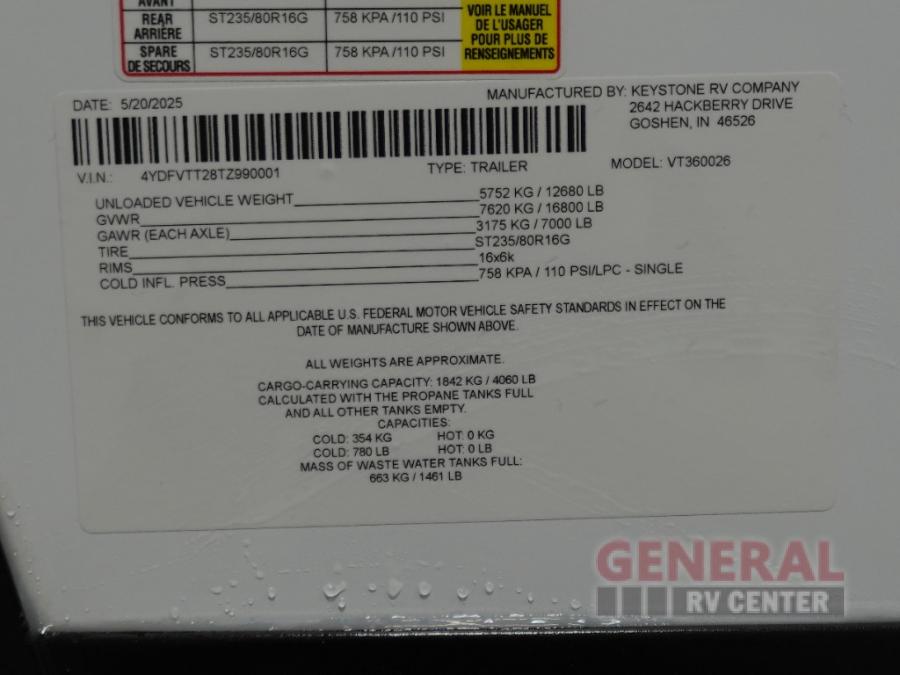 AVANT
REAR ST235/80R16G 758 KPA /110 PSI
ARRIÈRE
SPARE ST235/80R16G 758 KPA /110 PSI
DE SECOURS
VOIR LE MANUEL
DE L'USAGER
POUR PLUS DE
RENSEIGNEMENTS
DATE: 5/20/2025
MANUFACTURED BY: KEYSTONE RV COMPANY
2642 HACKBERRY DRIVE
GOSHEN, IN 46526
V.I.N.: 4YDFVTT28TZ990001 TYPE: TRAILER MODEL: VT360026
UNLOADED VEHICLE WEIGHT 5752 KG / 12680 LB
GVWR 7620 KG / 16800 LB
GAWR (EACH AXLE) 3175 KG / 7000 LB
TIRE ST235/80R16G
RIMS 16x6k
COLD INFL. PRESS 758 KPA / 110 PSI/LPC - SINGLE
THIS VEHICLE CONFORMS TO ALL APPLICABLE U.S. FEDERAL MOTOR VEHICLE SAFETY STANDARDS IN EFFECT ON THE
DATE OF MANUFACTURE SHOWN ABOVE.
ALL WEIGHTS ARE APPROXIMATE.
CARGO-CARRYING CAPACITY: 1842 KG / 4060 LB
CALCULATED WITH THE PROPANE TANKS FULL
AND ALL OTHER TANKS EMPTY.
CAPACITIES:
COLD: 354 KG HOT: 0 KG
COLD: 780 LB HOT: 0 LB
MASS OF WASTE WATER TANKS FULL:
663 KG / 1461 LB
GENERAL
RV CENTER